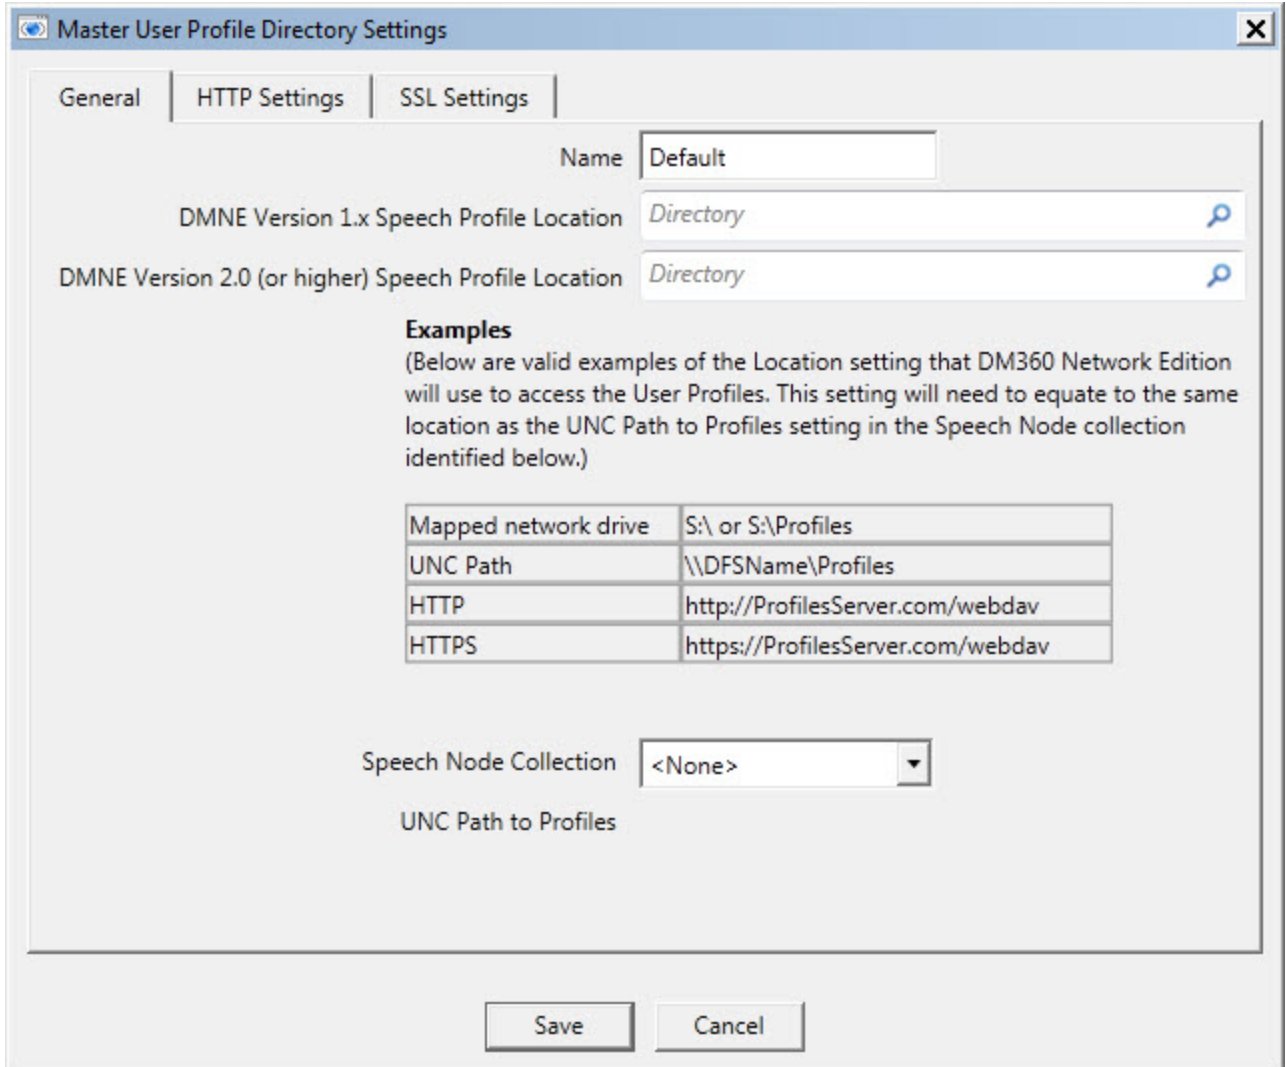 Master User Profile Directory Settings
General HTTP Settings SSL Settings
Name Default
DMNE Version 1.x Speech Profile Location Directory
DMNE Version 2.0 (or higher) Speech Profile Location Directory
Examples
(Below are valid examples of the Location setting that DM360 Network Edition
will use to access the User Profiles. This setting will need to equate to the same
location as the UNC Path to Profiles setting in the Speech Node collection
identified below.)
Mapped network drive S:\ or S:\Profiles
UNC Path \\DFSName\Profiles
HTTP http://ProfilesServer.com/webdav
HTTPS https://ProfilesServer.com/webdav
Speech Node Collection <None>
UNC Path to Profiles
Save Cancel